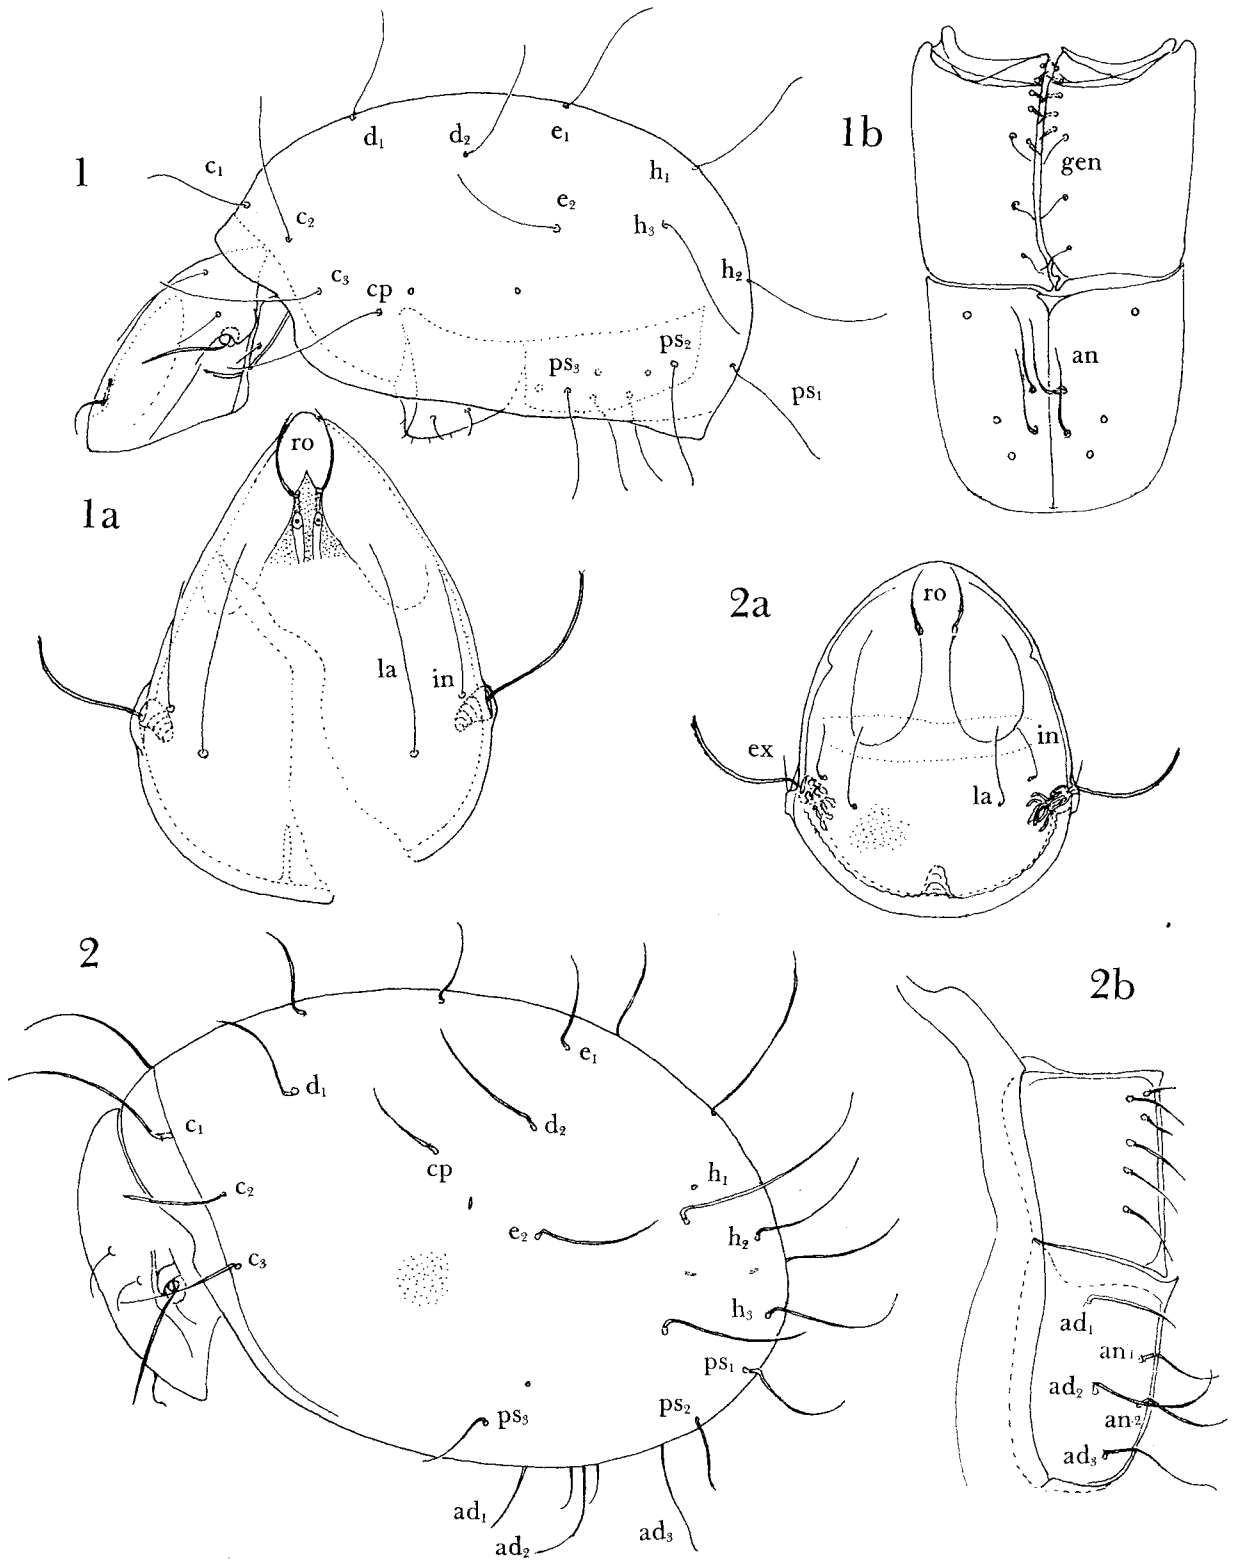 1
c₁
c₂
c₃
cp
d₁
d₂
e₁
e₂
h₁
h₃
h₂
ps₃
ps₂
ps₁
1b
gen
an
1a
ro
la
in
2a
ro
ex
in
la
2
c₁
c₂
c₃
d₁
cp
d₂
e₁
e₂
h₁
h₂
h₃
ps₁
ps₂
ps₃
ad₁
ad₂
ad₃
2b
ad₁
an₁
ad₂
an₂
ad₃